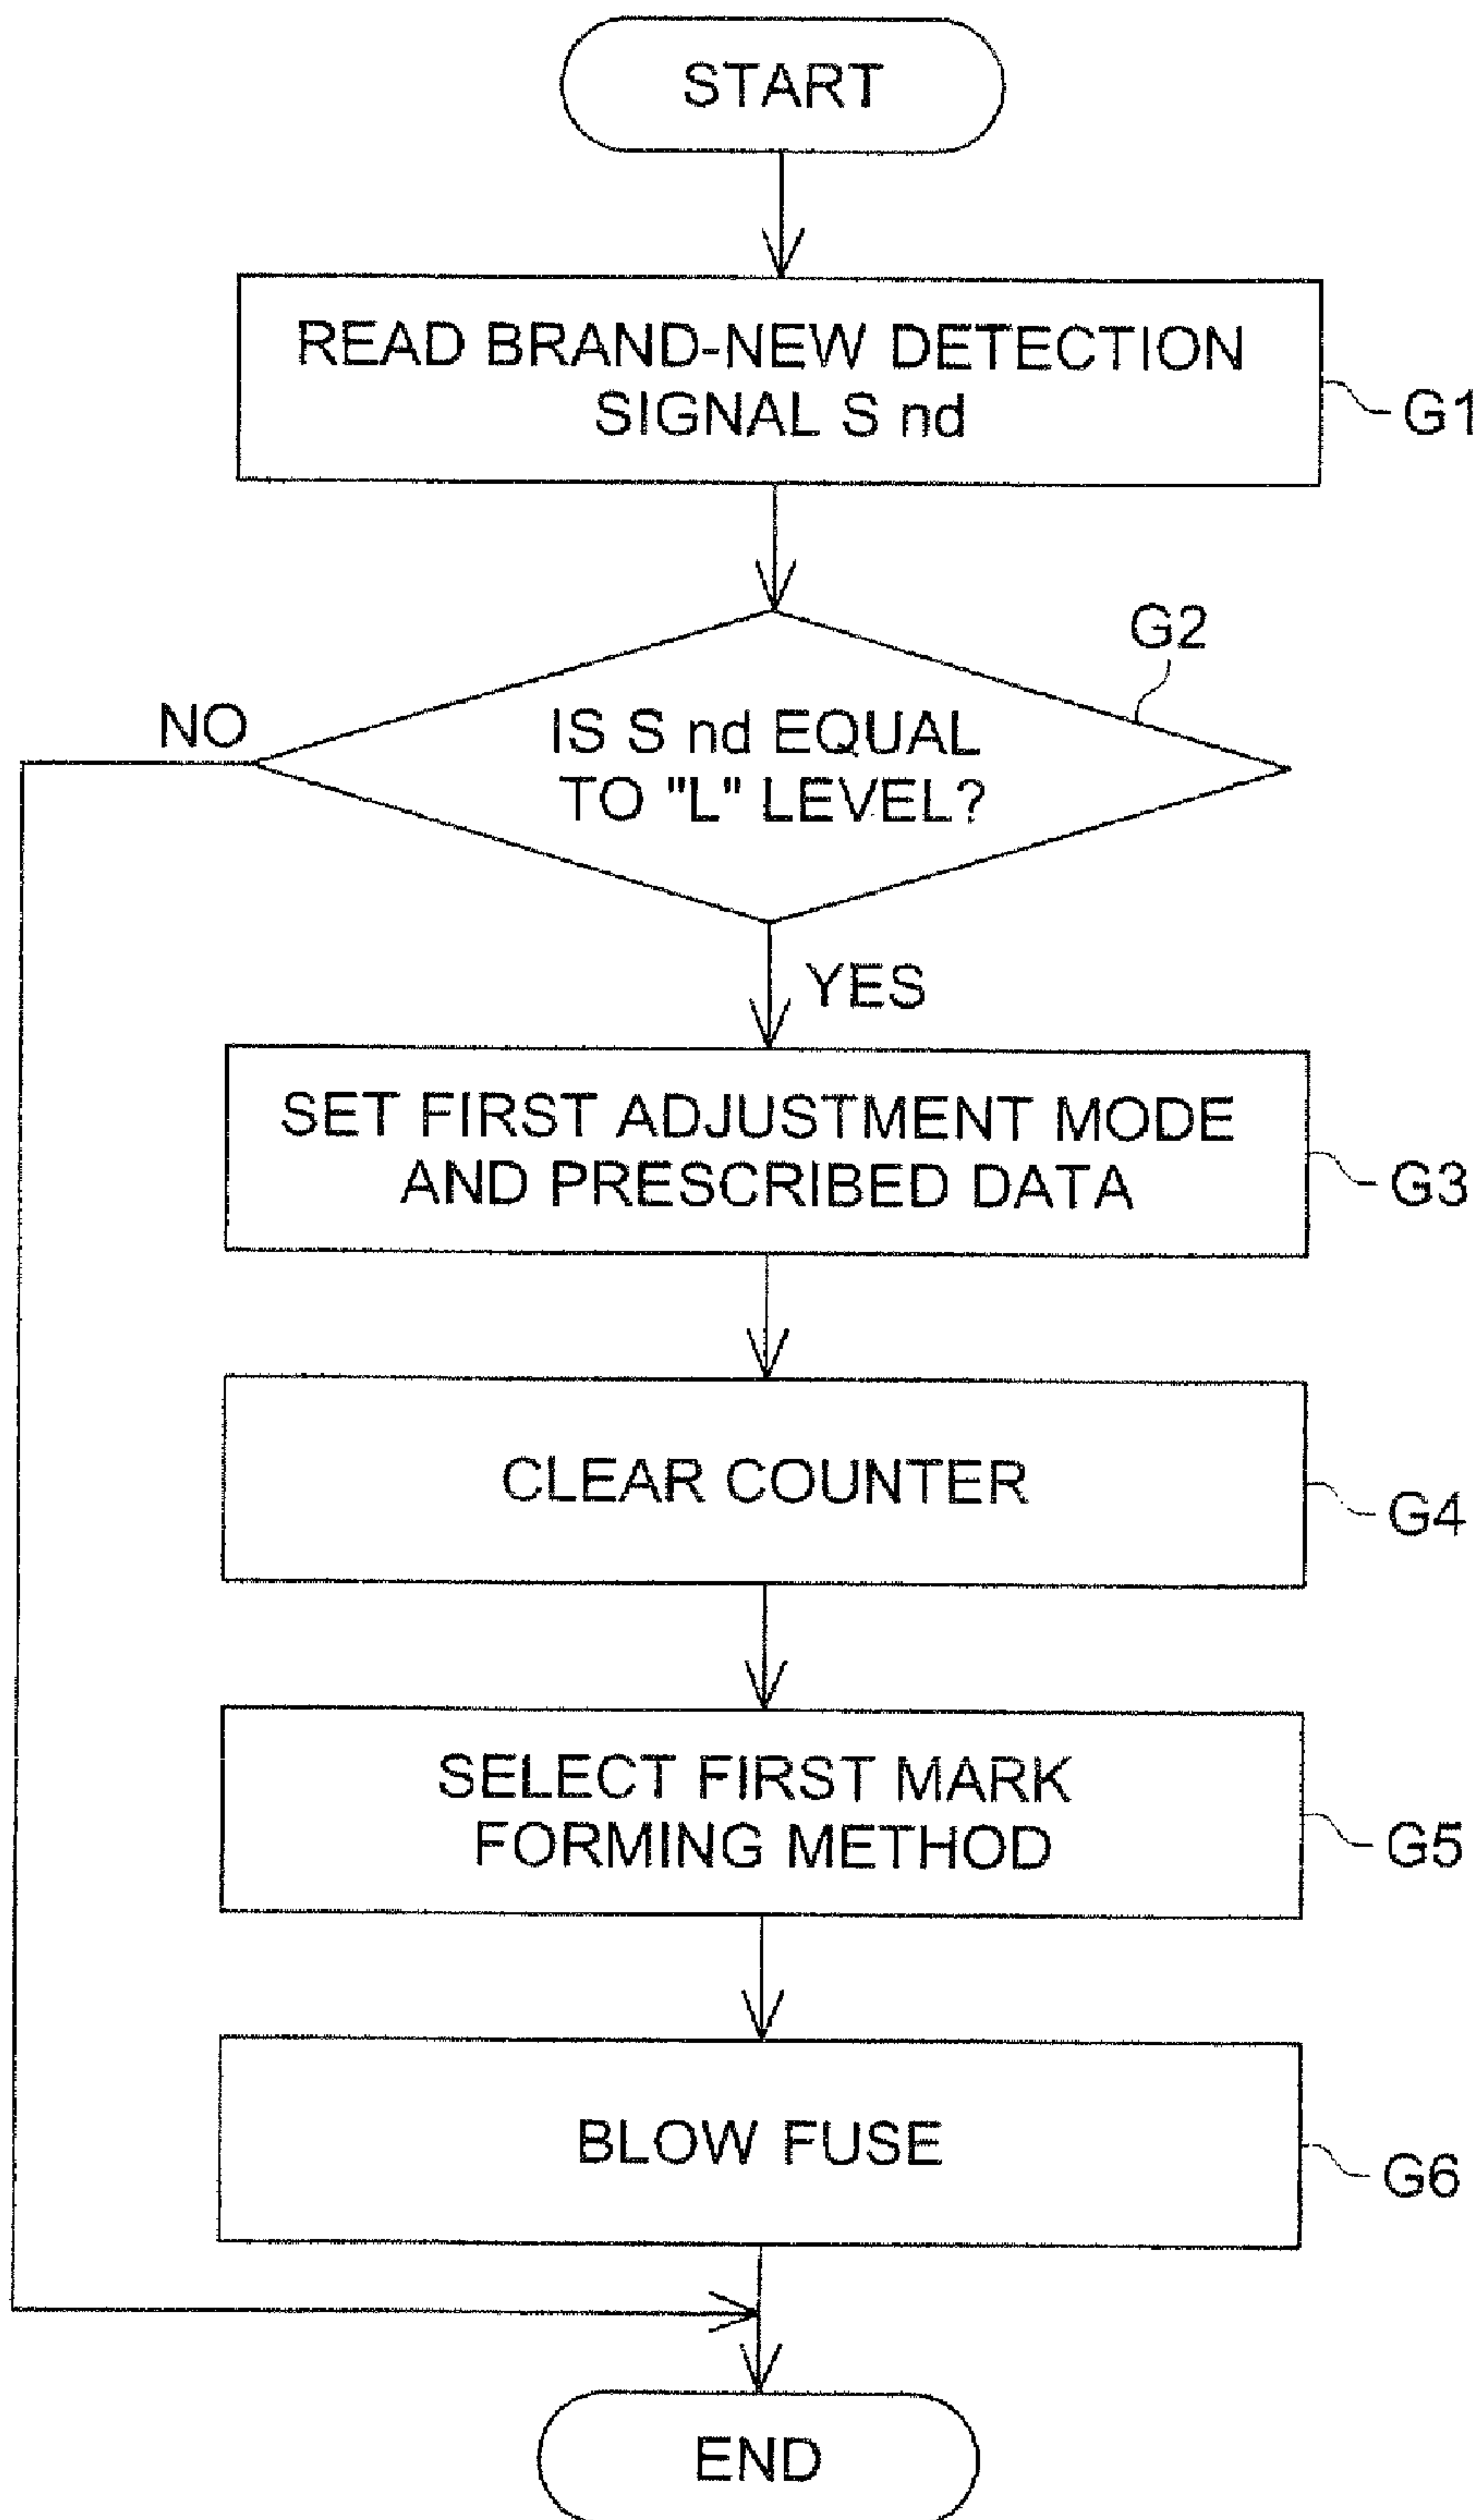 START
READ BRAND-NEW DETECTION
SIGNAL S nd
G1
G2
NO
IS S nd EQUAL
TO "L" LEVEL?
YES
SET FIRST ADJUSTMENT MODE
AND PRESCRIBED DATA
G3
CLEAR COUNTER
G4
SELECT FIRST MARK
FORMING METHOD
G5
BLOW FUSE
G6
END